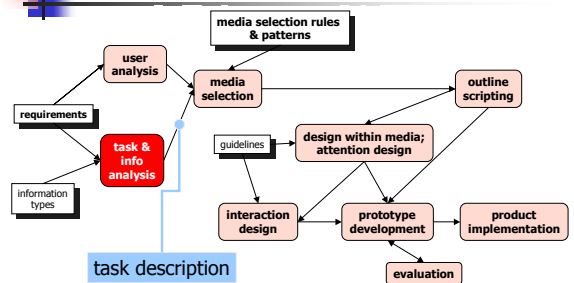 media selection rules
& patterns
user
analysis
media
selection
outline
scripting
requirements
task &
info
analysis
guidelines
design within media;
attention design
information
types
interaction
design
prototype
development
product
implementation
task description
evaluation